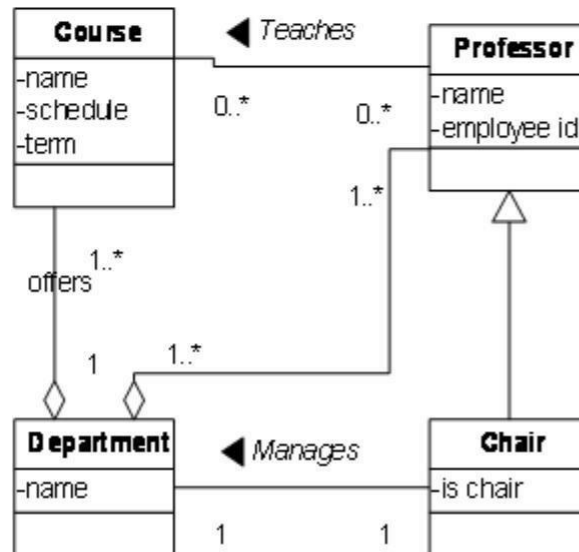 Course
◀ Teaches
Professor
-name
-schedule
-term
-name
-employee id
0..*
0..*
1..*
1..*
offers
1
1..*
Department
◀ Manages
Chair
-name
-is chair
1
1